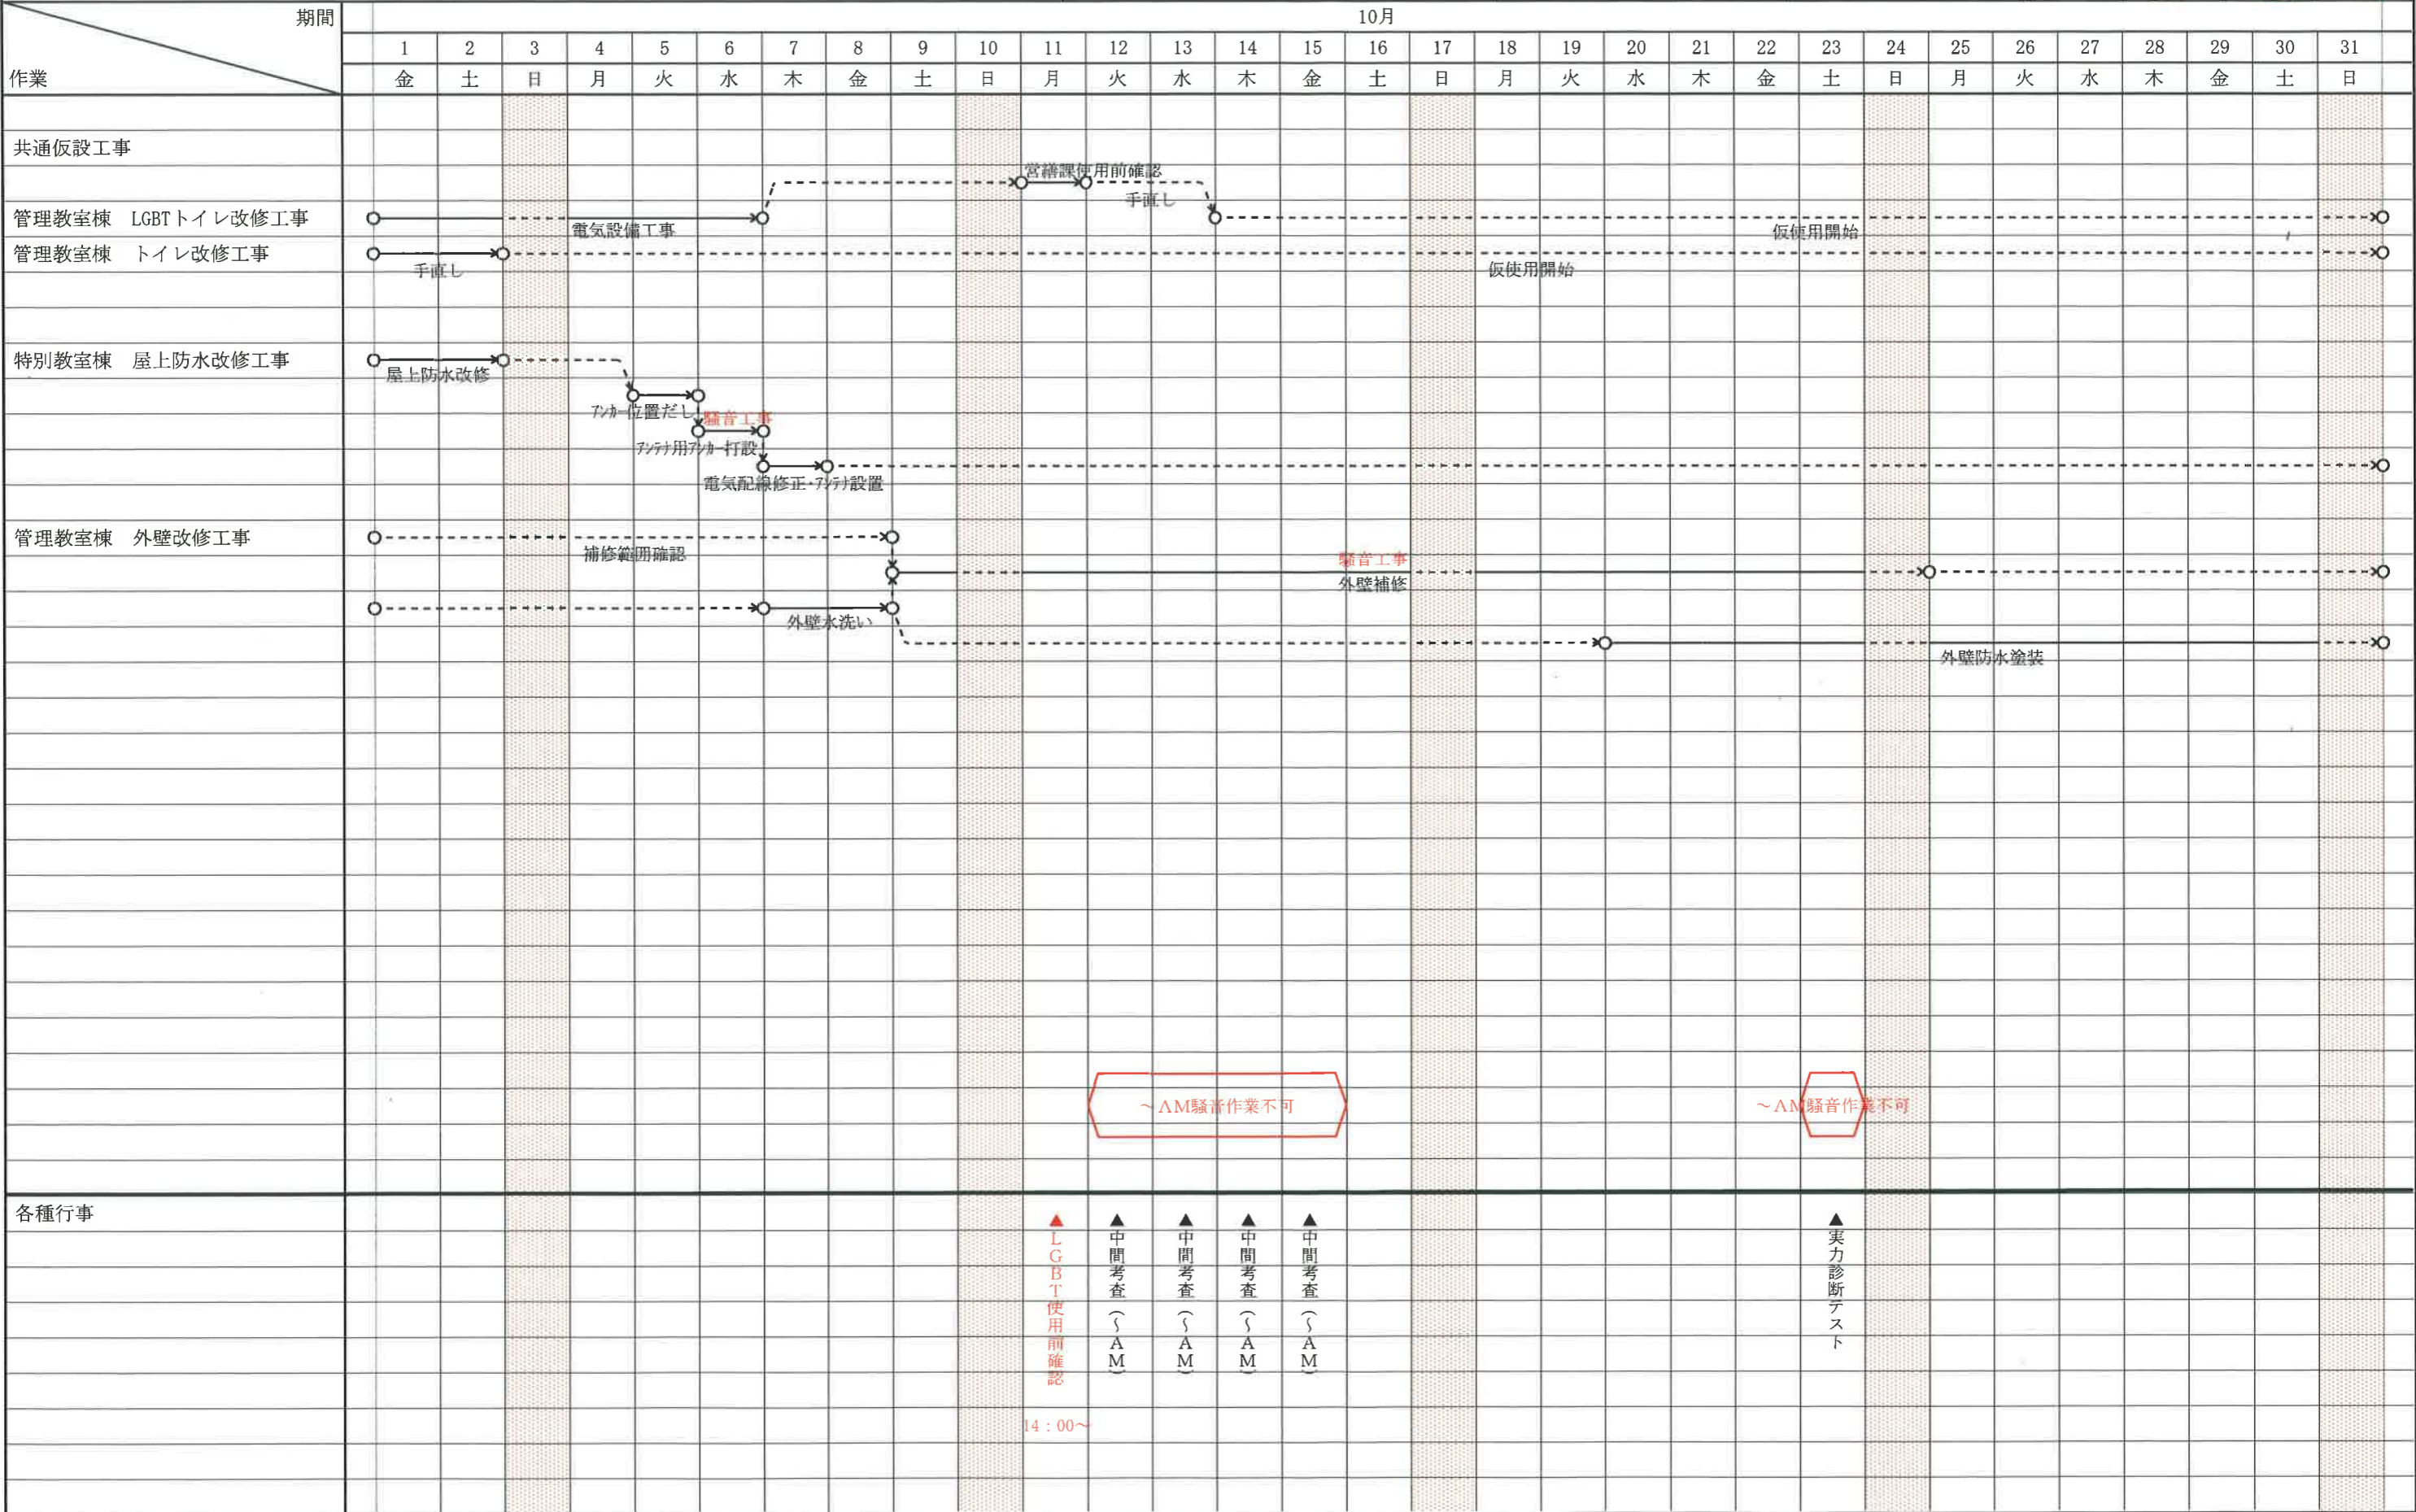 期間
10月
作業
1 2 3 4 5 6 7 8 9 10 11 12 13 14 15 16 17 18 19 20 21 22 23 24 25 26 27 28 29 30 31
金 土 日 月 火 水 木 金 土 日 月 火 水 木 金 土 日 月 火 水 木 金 土 日 月 火 水 木 金 土 日
共通仮設工事
営繕課使用前確認
手直し
管理教室棟 LGBTトイレ改修工事
電気設備工事
仮使用開始
管理教室棟 トイレ改修工事
手直し
仮使用開始
特別教室棟 屋上防水改修工事
屋上防水改修
ｱﾝｶｰ位置だし
騒音工事
ｱﾝﾃﾅ用ｱﾝｶｰ打設
電気配線修正・ｱﾝﾃﾅ設置
管理教室棟 外壁改修工事
補修範囲確認
騒音工事
外壁補修
外壁水洗い
外壁防水塗装
～AM騒音作業不可
～AM騒音作業不可
各種行事
▲LGBT使用前確認
14：00～
▲中間考査(～AM)
▲中間考査(～AM)
▲中間考査(～AM)
▲中間考査(～AM)
▲実力診断テスト